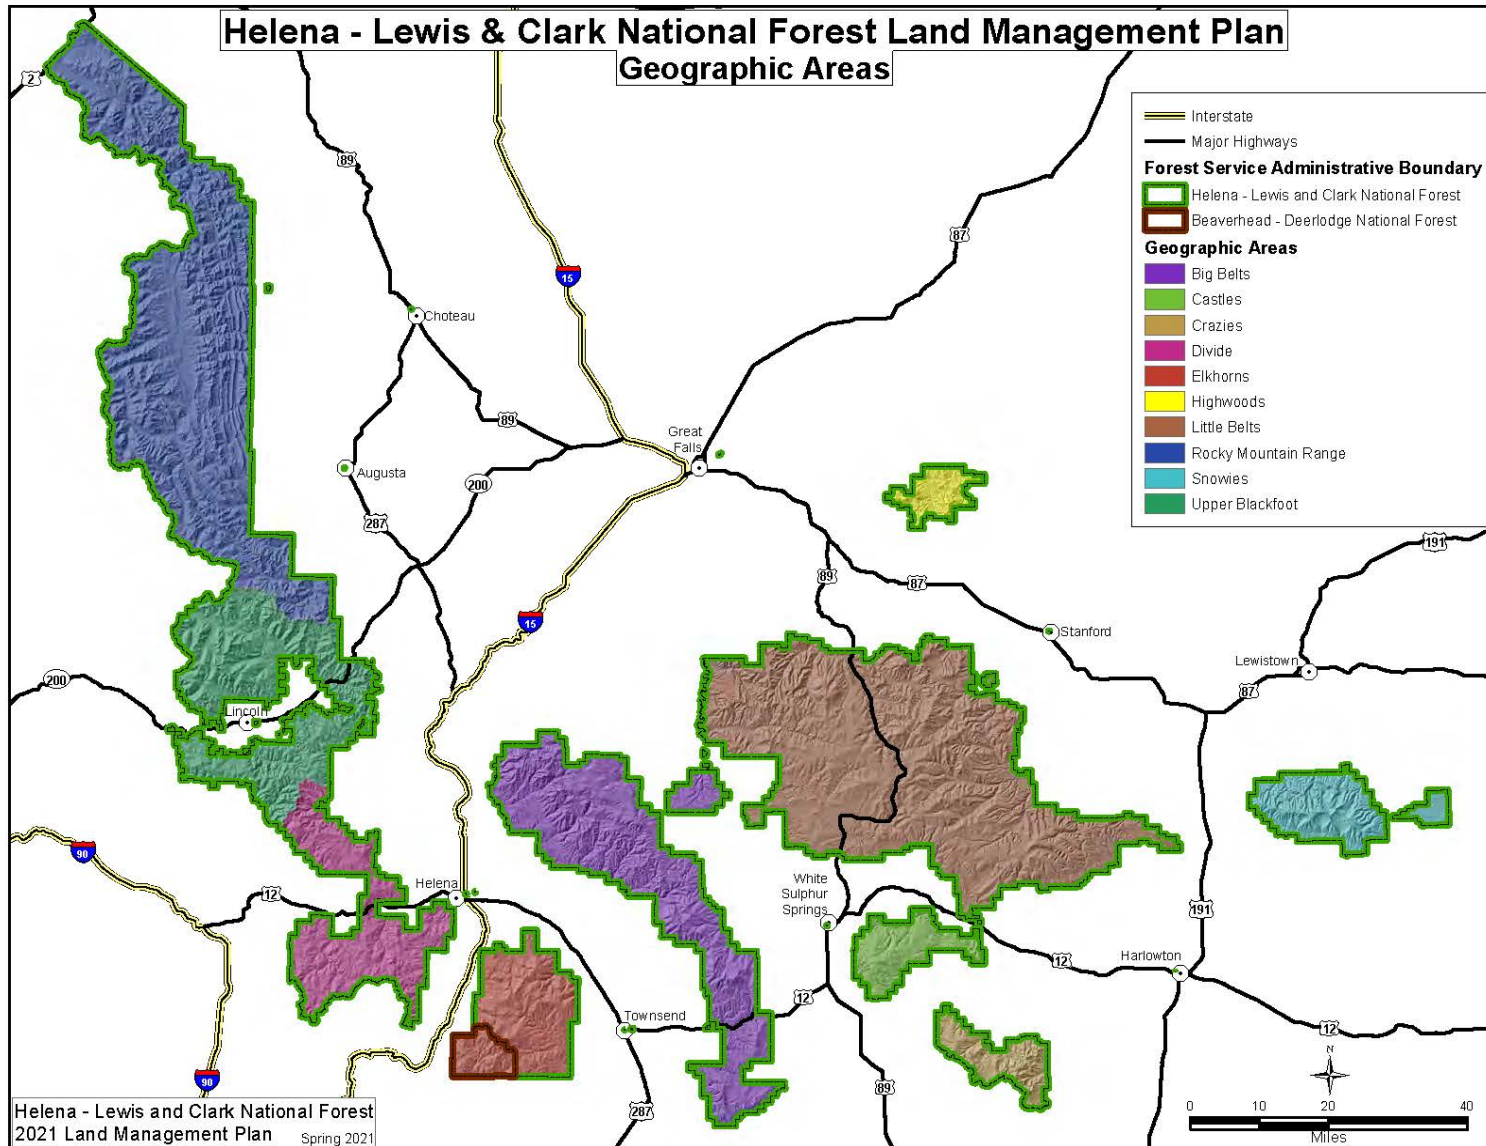 Helena - Lewis & Clark National Forest Land Management Plan
Geographic Areas
Interstate
Major Highways
Forest Service Administrative Boundary
Helena - Lewis and Clark National Forest
Beaverhead - Deerlodge National Forest
Geographic Areas
Big Belts
Castles
Crazies
Divide
Elkhorns
Highwoods
Little Belts
Rocky Mountain Range
Snowies
Upper Blackfoot
2
89
87
15
Choteau
89
Great
Falls
Augusta
200
287
191
89
87
15
Stanford
Lewistown
200
87
Lincoln
90
Helena
12
White
Sulphur
Springs
191
12
Harlowton
12
Townsend
12
90
89
287
N
0 10 20 40
Miles
Helena - Lewis and Clark National Forest
2021 Land Management Plan Spring 2021